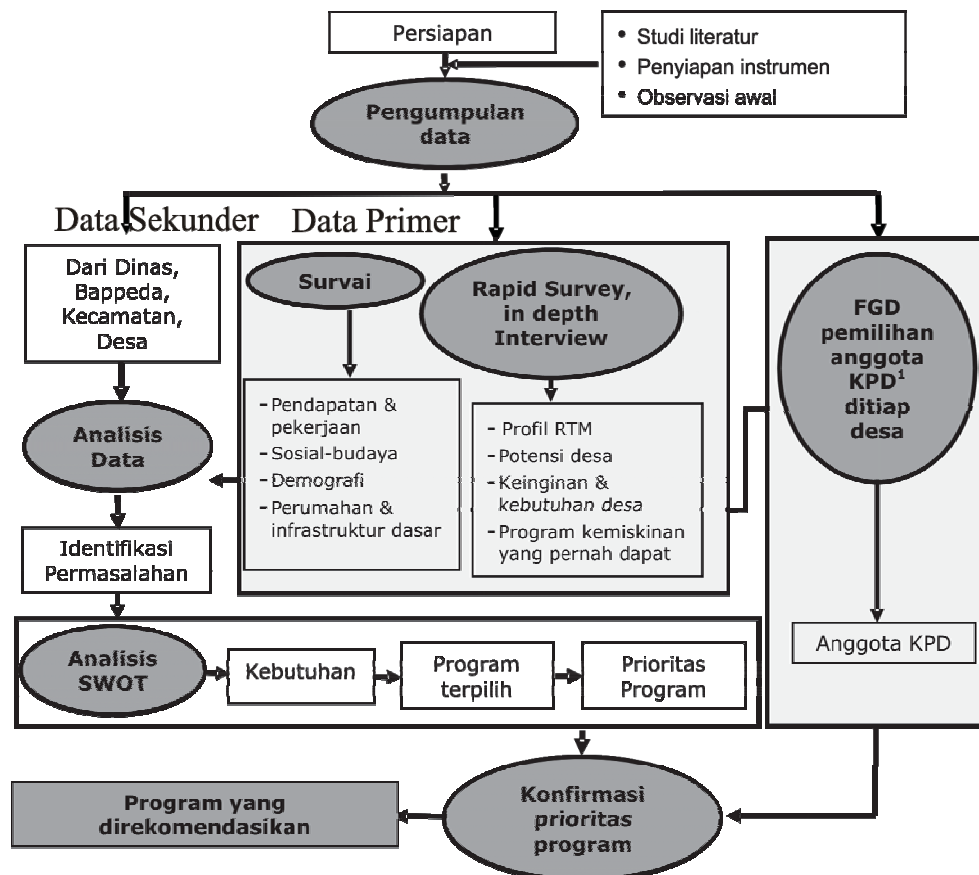 Persiapan
• Studi literatur
• Penyiapan instrumen
• Observasi awal
Pengumpulan
data
Data Sekunder
Data Primer
Dari Dinas,
Bappeda,
Kecamatan,
Desa
Survai
Rapid Survey,
in depth
Interview
FGD
pemilihan
anggota
KPD¹
ditiap
desa
Analisis
Data
- Pendapatan &
pekerjaan
- Sosial-budaya
- Demografi
- Perumahan &
infrastruktur dasar
- Profil RTM
- Potensi desa
- Keinginan &
kebutuhan desa
- Program kemiskinan
yang pernah dapat
Identifikasi
Permasalahan
Anggota KPD
Analisis
SWOT
Kebutuhan
Program
terpilih
Prioritas
Program
Konfirmasi
prioritas
program
Program yang
direkomendasikan